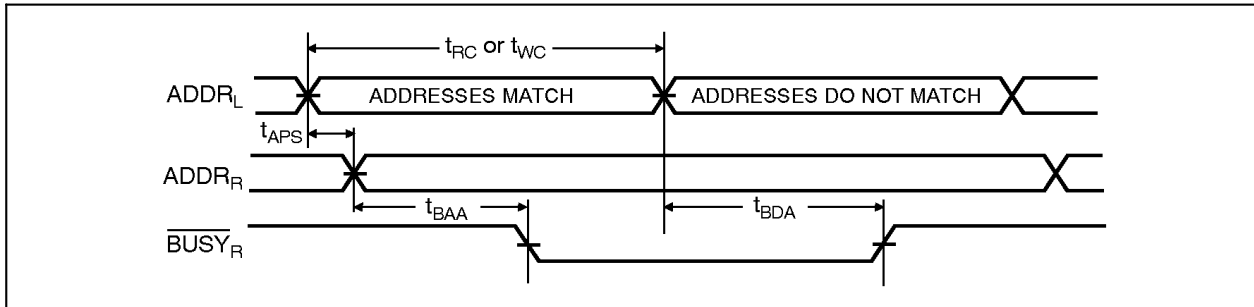 tRC or tWC
ADDRL
ADDRESSES MATCH
ADDRESSES DO NOT MATCH
tAPS
ADDRR
tBAA
tBDA
BUSYR